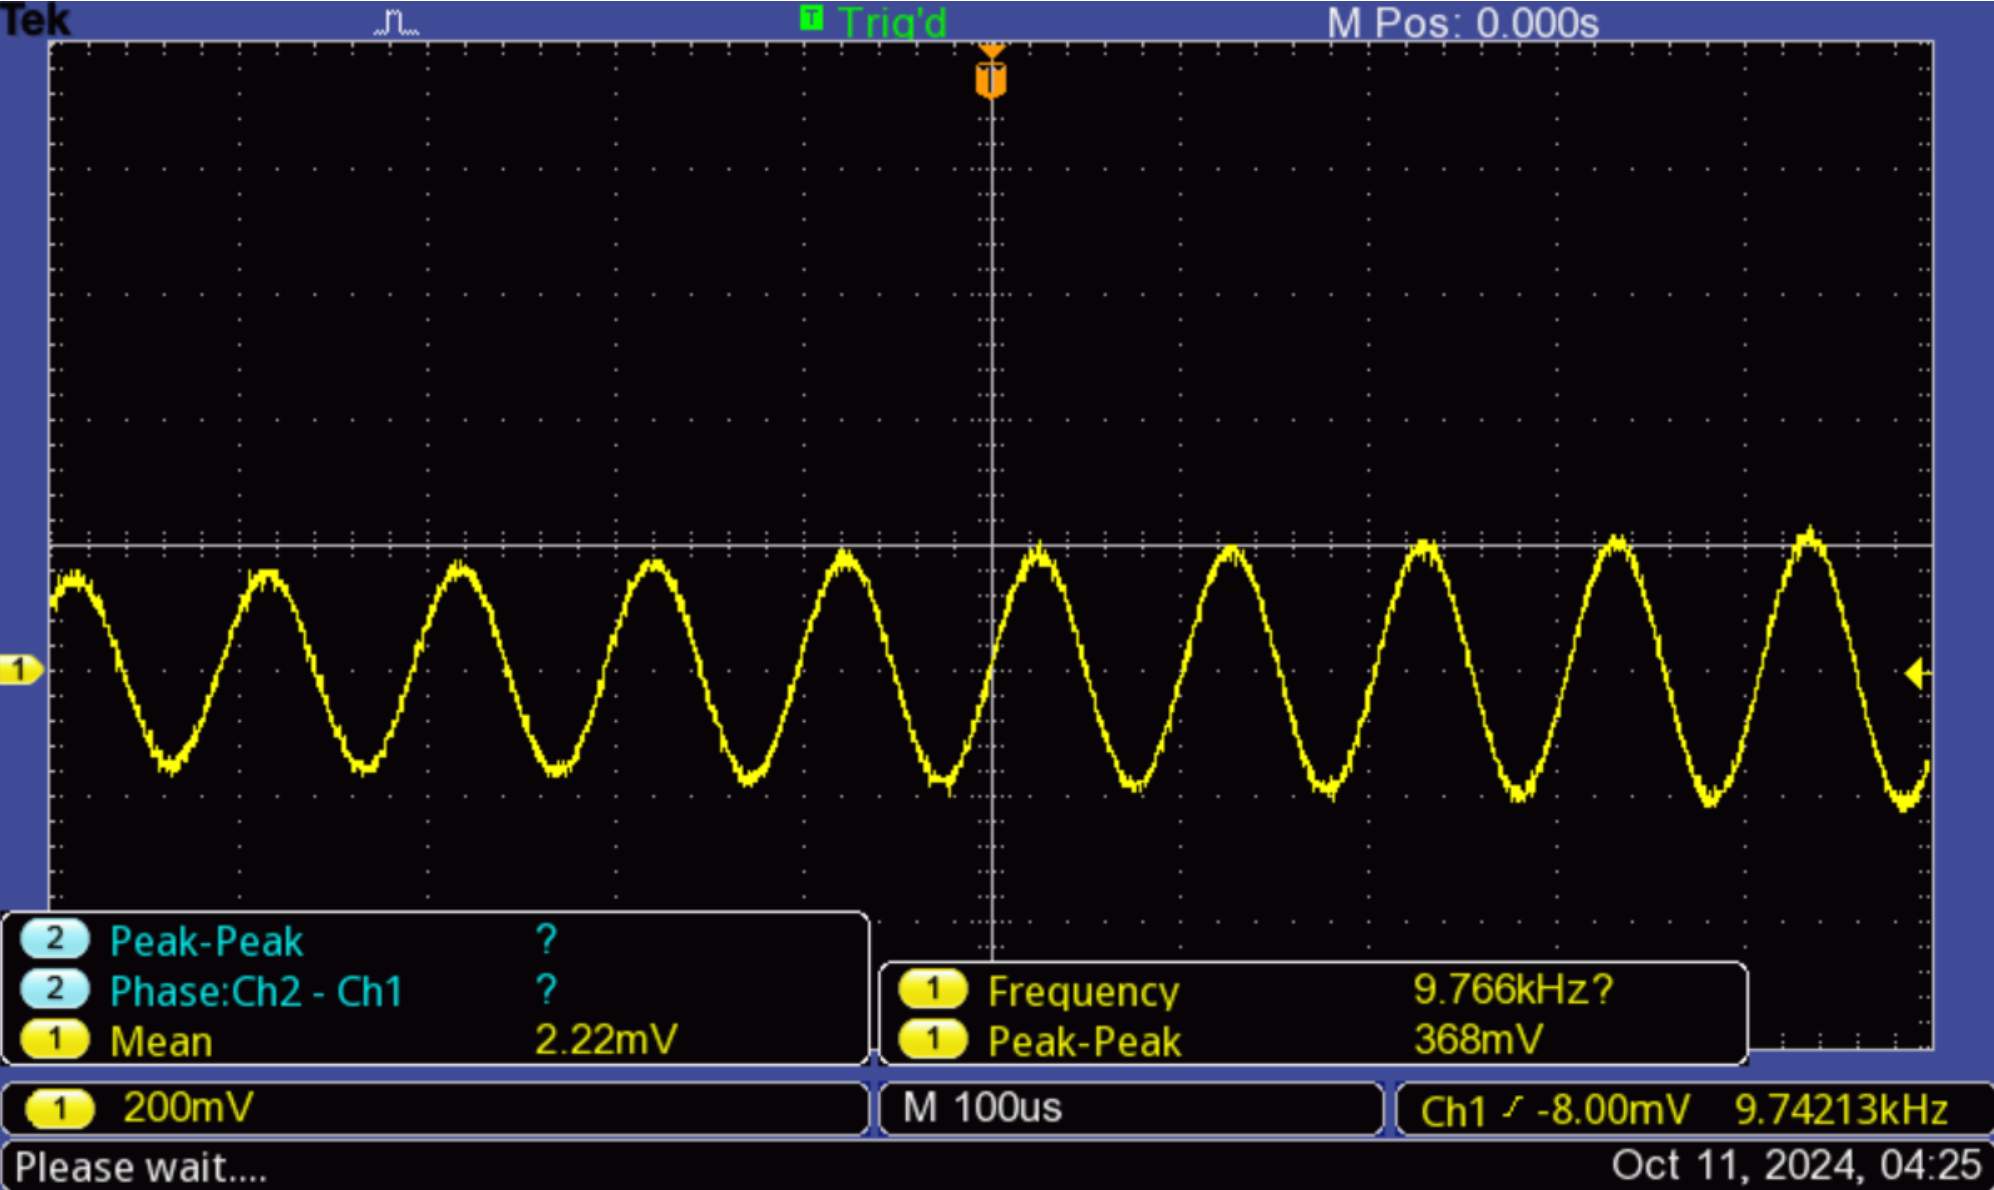 Tek T Trig'd M Pos: 0.000s
T
1
2 Peak-Peak ?
2 Phase:Ch2 - Ch1 ?
1 Mean 2.22mV
1 Frequency 9.766kHz?
1 Peak-Peak 368mV
1 200mV M 100us Ch1 -8.00mV 9.74213kHz
Please wait.... Oct 11, 2024, 04:25